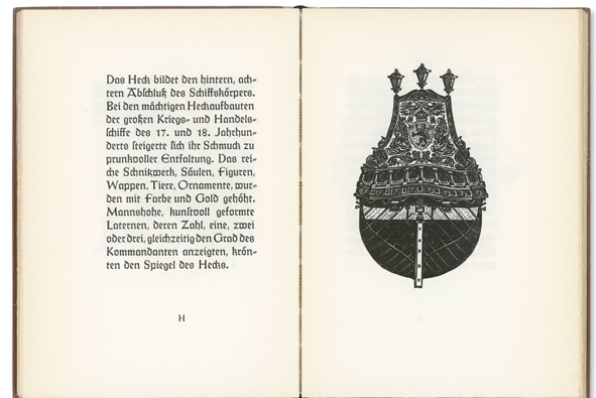 Das Heck bildet den hintern, ach-
tern Abschluß des Schiffskörpers.
Bei den mächtigen Heckaufbauten
der großen Kriegs- und Handels-
schiffe des 17. und 18. Jahrhun-
derts steigerte sich ihr Schmuck zu
prunkvoller Entfaltung. Das rei-
che Schnitzwerk, Säulen, Figuren,
Wappen, Tiere, Ornamente, wur-
den mit Farbe und Gold gehöht.
Mannshohe, kunstvoll geformte
Laternen, deren Zahl, eine, zwei
oder drei, gleichzeitig den Grad des
Kommandanten anzeigten, krön-
ten den Spiegel des Hecks.
H